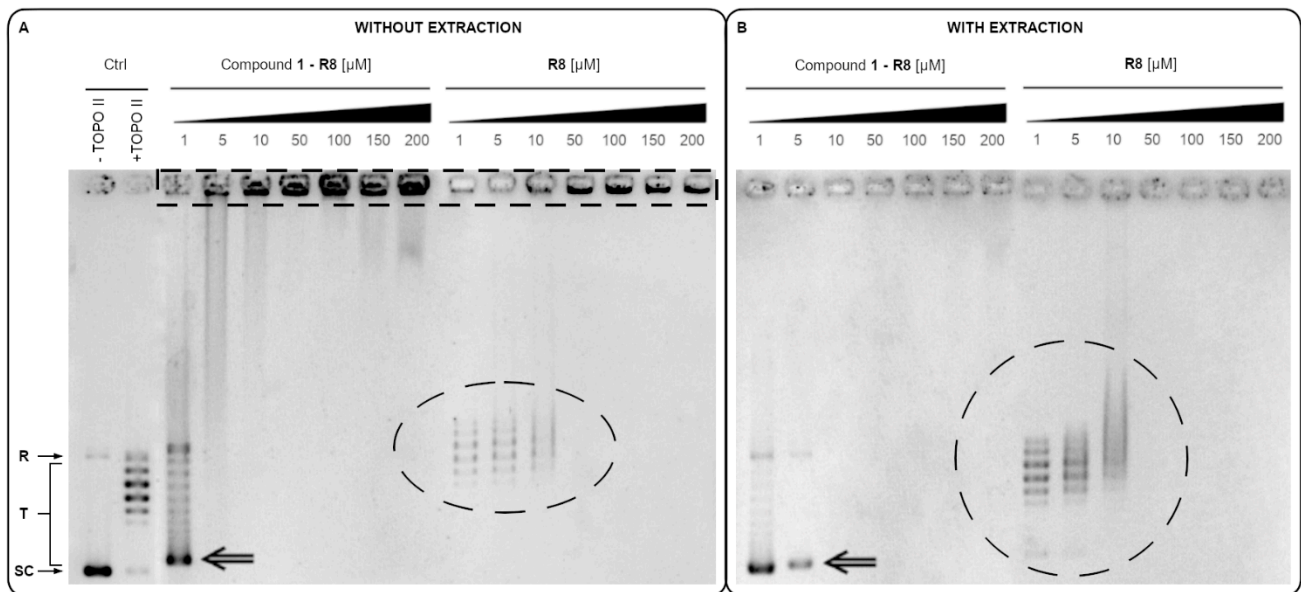 A
WITHOUT EXTRACTION
Ctrl
Compound 1 - R8 [µM]
R8 [µM]
- TOPO II
+TOPO II
1 5 10 50 100 150 200
1 5 10 50 100 150 200
R
T
SC
B
WITH EXTRACTION
Compound 1 - R8 [µM]
R8 [µM]
1 5 10 50 100 150 200
1 5 10 50 100 150 200